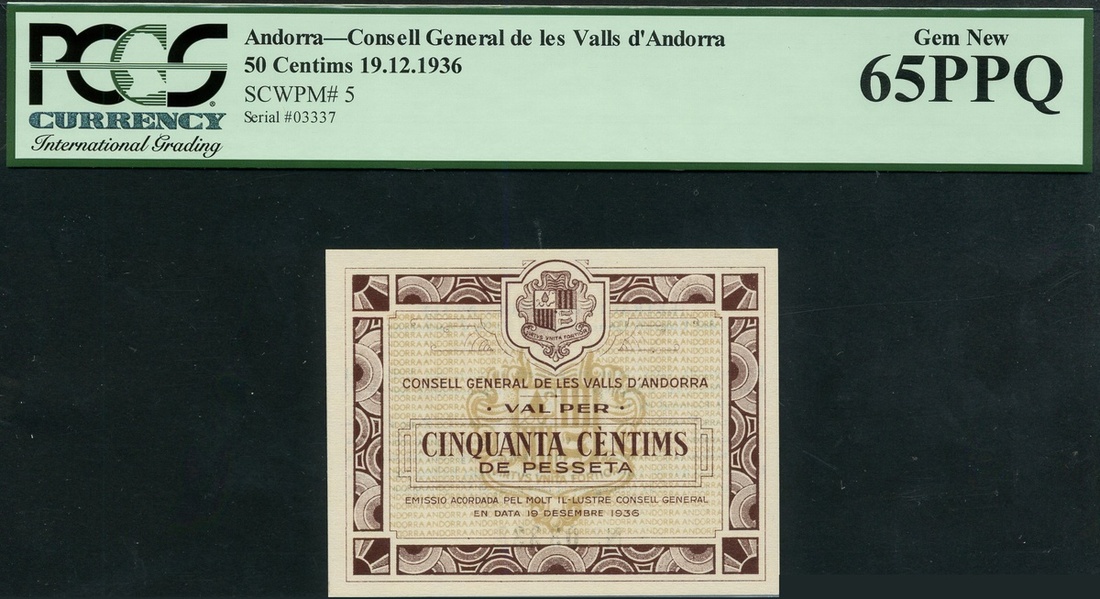 PCGS
CURRENCY
International Grading
Andorra—Consell General de les Valls d'Andorra
50 Centims 19.12.1936
SCWPM# 5
Serial #03337
Gem New
65PPQ
VIRTVS VNITA FORTIOR
CONSELL GENERAL DE LES VALLS D'ANDORRA
· VAL PER ·
CINQUANTA CÈNTIMS
DE PESSETA
EMISSIO ACORDADA PEL MOLT IL-LUSTRE CONSELL GENERAL
EN DATA 19 DESEMBRE 1936